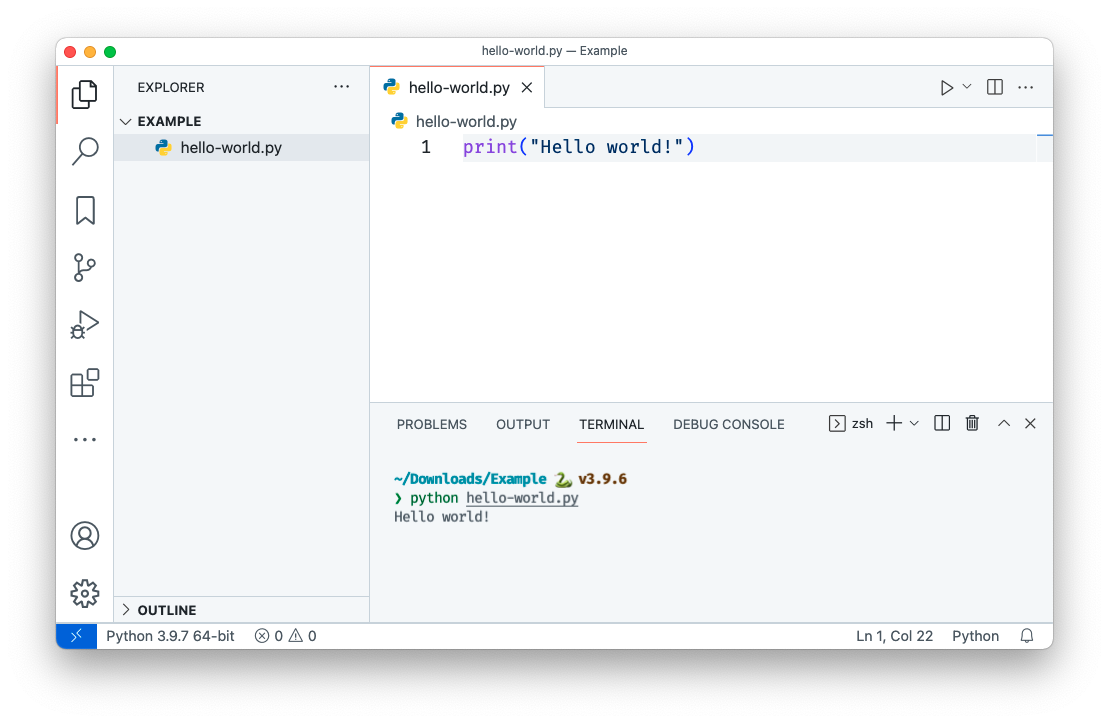 hello-world.py — Example
EXPLORER
EXAMPLE
hello-world.py
OUTLINE
hello-world.py
hello-world.py
1 print("Hello world!")
PROBLEMS OUTPUT TERMINAL DEBUG CONSOLE zsh
~/Downloads/Example 🐍 v3.9.6
❯ python hello-world.py
Hello world!
Python 3.9.7 64-bit 0 0 Ln 1, Col 22 Python